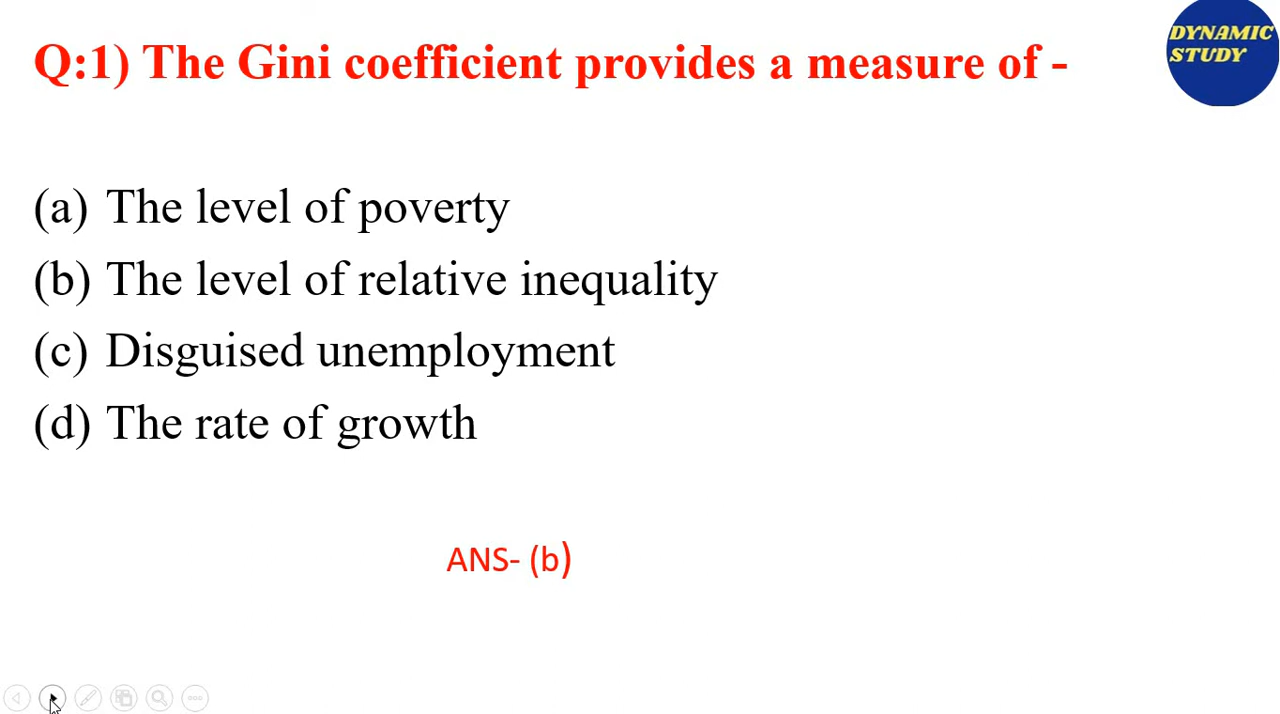 Q:1) The Gini coefficient provides a measure of -
DYNAMIC
STUDY
(a) The level of poverty
(b) The level of relative inequality
(c) Disguised unemployment
(d) The rate of growth
ANS- (b)